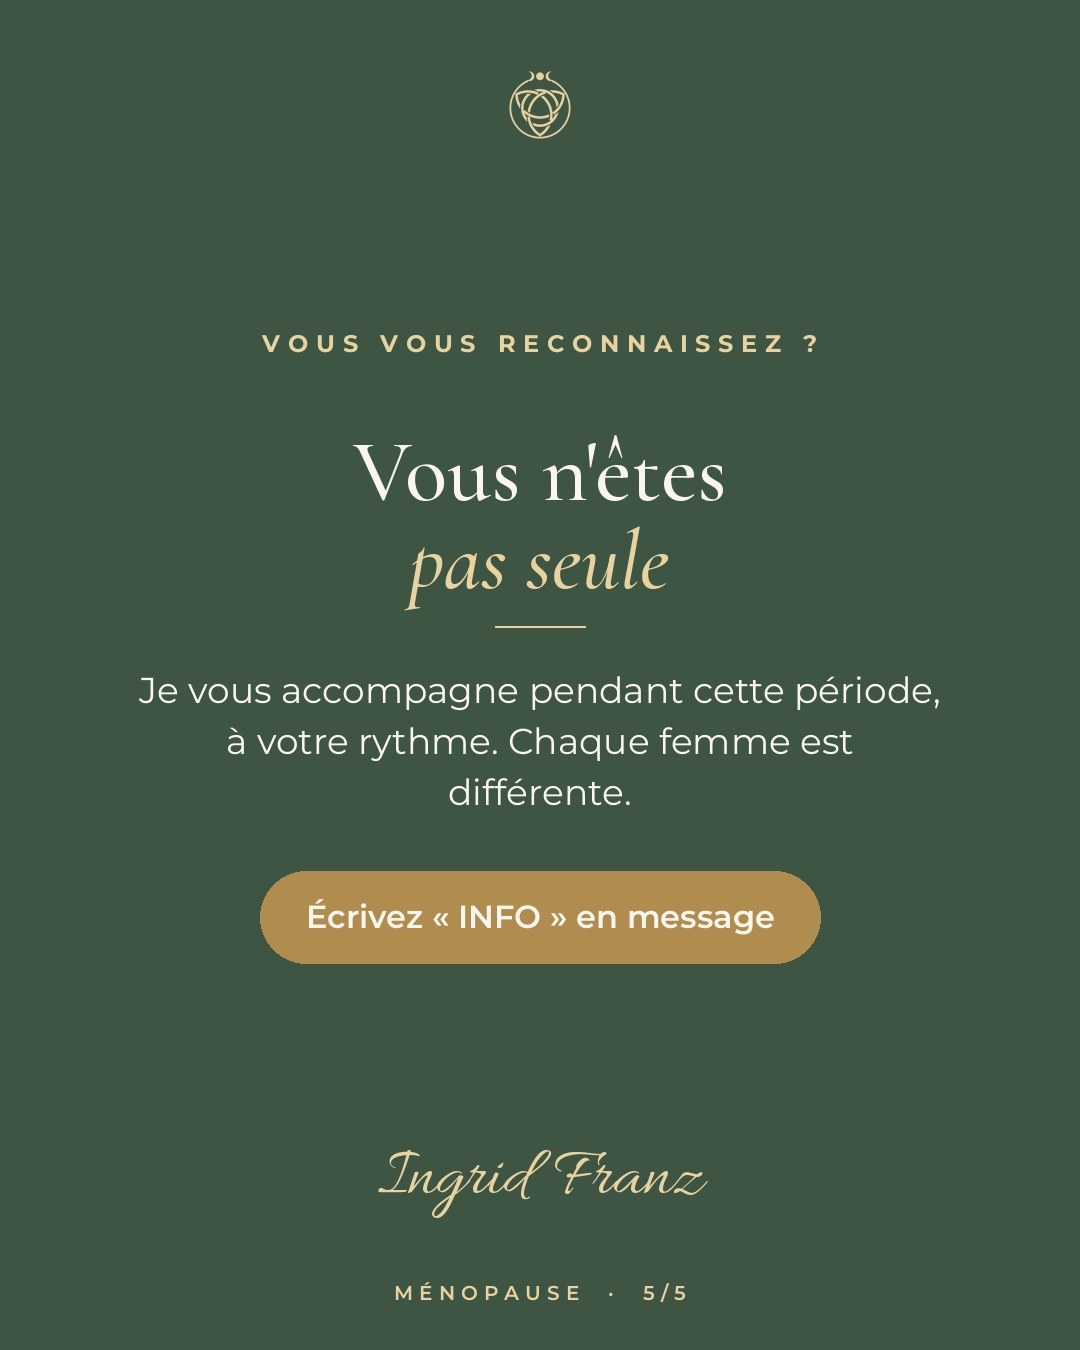 VOUS VOUS RECONNAISSEZ ?
Vous n'êtes
pas seule
Je vous accompagne pendant cette période,
à votre rythme. Chaque femme est
différente.
Écrivez « INFO » en message
Ingrid Franz
MÉNOPAUSE · 5/5